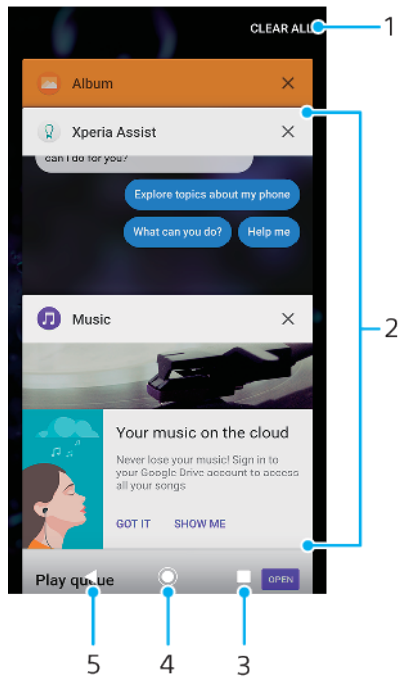 CLEAR ALL
1
Album
Xperia Assist
can I do for you?
Explore topics about my phone
What can you do?
Help me
2
Music
Your music on the cloud
Never lose your music! Sign in to
your Google Drive account to access
all your songs
GOT IT
SHOW ME
Play queue
OPEN
5
4
3